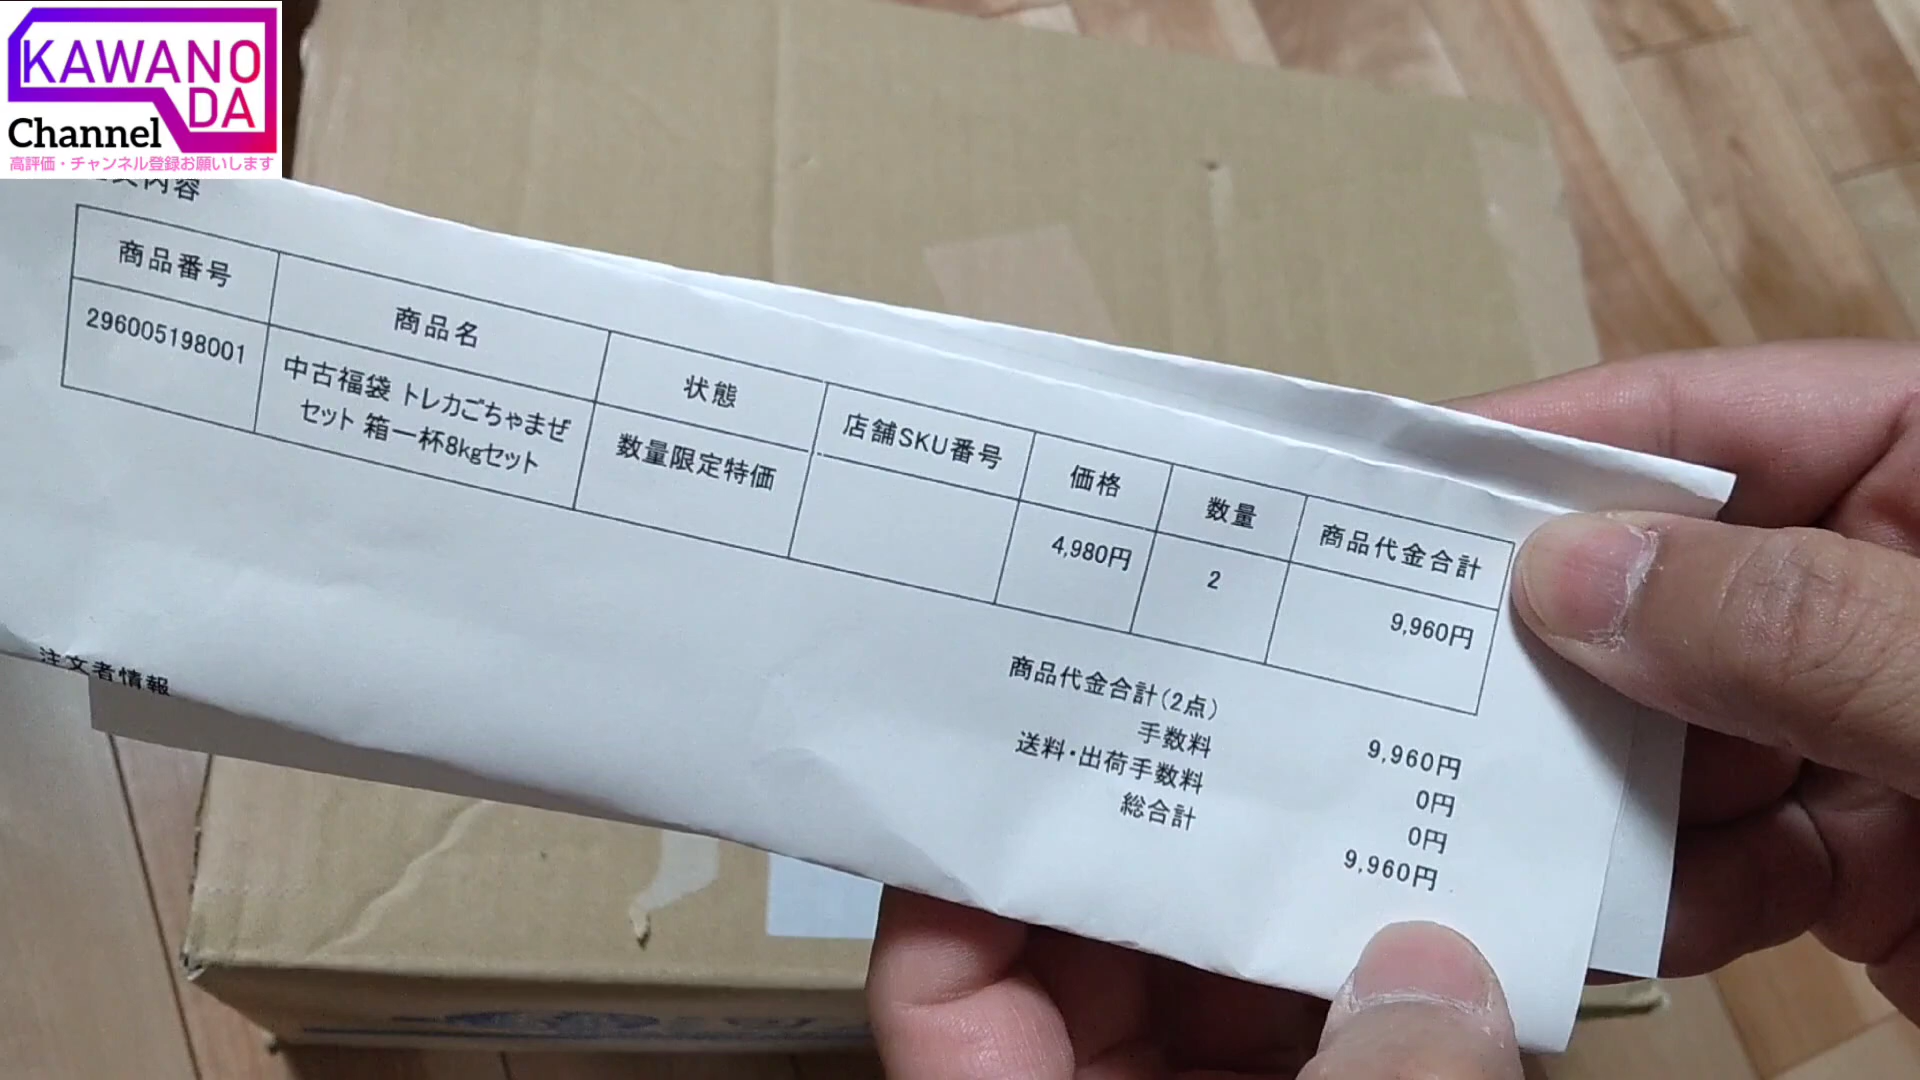 KAWANO
DA
Channel
高評価・チャンネル登録お願いします
内容
商品番号
商品名
状態
店舗SKU番号
価格
数量
商品代金合計
296005198001
中古福袋 トレカごちゃまぜ
セット 箱一杯8kgセット
数量限定特価
4,980円
2
9,960円
商品代金合計(2点)
9,960円
手数料
0円
送料・出荷手数料
0円
総合計
9,960円
注文者情報